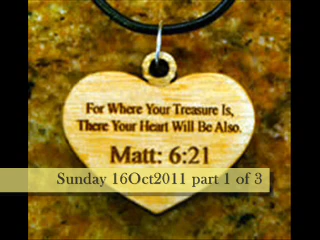 For Where Your Treasure Is,
There Your Heart Will Be Also.
Matt: 6:21
Sunday 16Oct2011 part 1 of 3